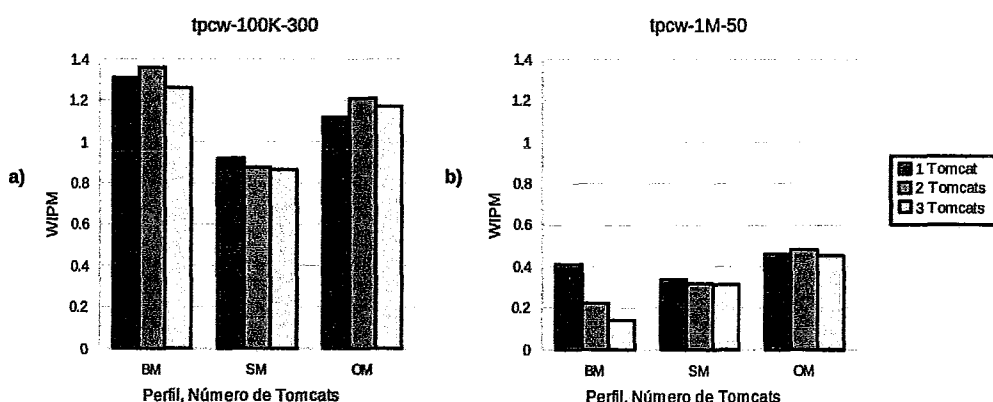 tpcw-100K-300
1.4
1.2
1
0.8
0.6
0.4
0.2
0
WIPM
a)
BM SM OM
Perfil, Número de Tomcats
tpcw-1M-50
1.4
1.2
1
0.8
0.6
0.4
0.2
0
WIPM
b)
BM SM OM
Perfil, Número de Tomcats
1 Tomcat
2 Tomcats
3 Tomcats